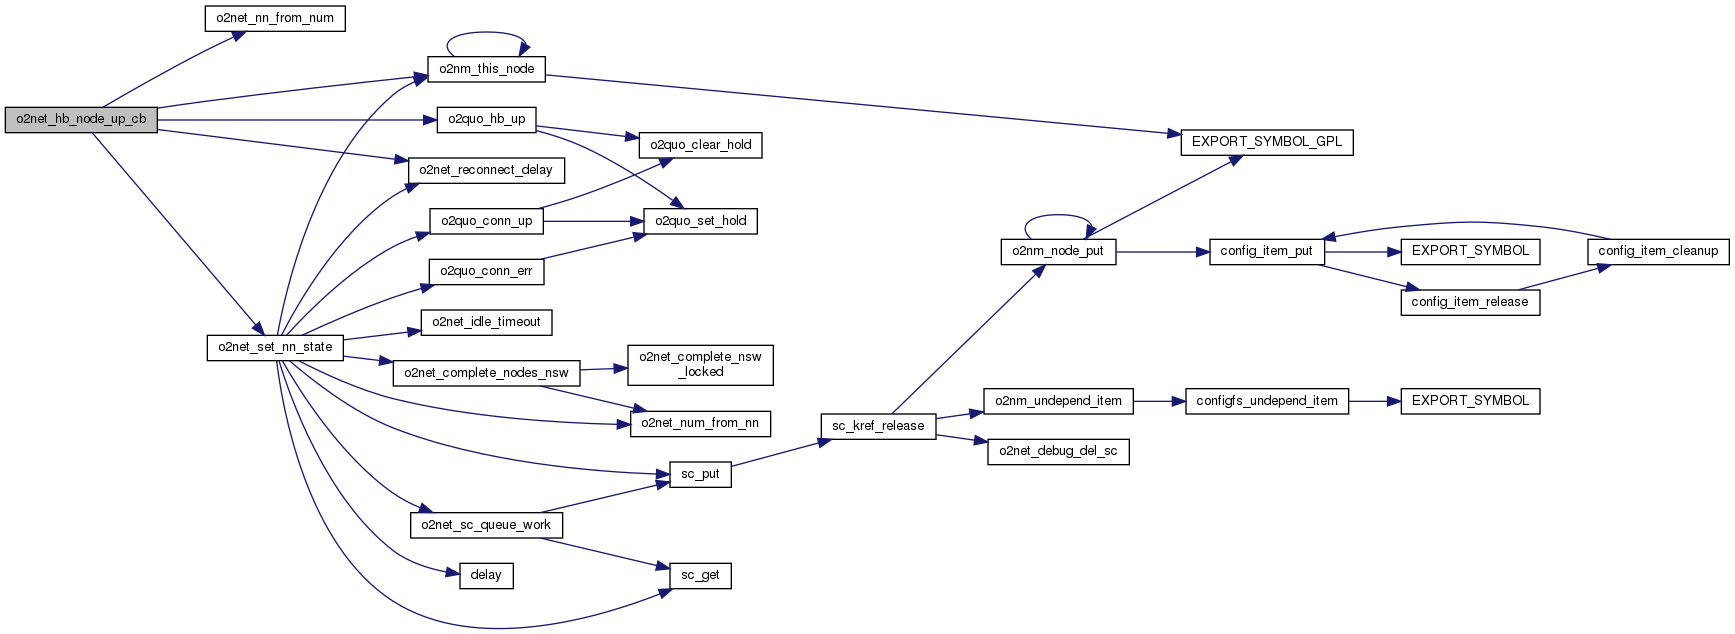 o2net_nn_from_num
o2nm_this_node
o2net_hb_node_up_cb
o2quo_hb_up
o2quo_clear_hold
EXPORT_SYMBOL_GPL
o2net_reconnect_delay
o2quo_conn_up
o2quo_set_hold
o2nm_node_put
config_item_put
EXPORT_SYMBOL
config_item_cleanup
o2quo_conn_err
config_item_release
o2net_idle_timeout
o2net_set_nn_state
o2net_complete_nsw
_locked
o2net_complete_nodes_nsw
o2nm_undepend_item
configfs_undepend_item
EXPORT_SYMBOL
o2net_num_from_nn
sc_kref_release
o2net_debug_del_sc
sc_put
o2net_sc_queue_work
delay
sc_get